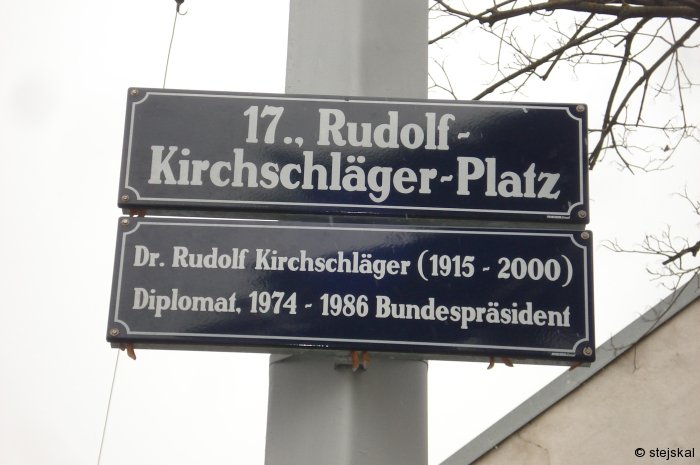 17., Rudolf-
Kirchschläger-Platz
Dr. Rudolf Kirchschläger (1915 - 2000)
Diplomat, 1974 - 1986 Bundespräsident
© stejskal